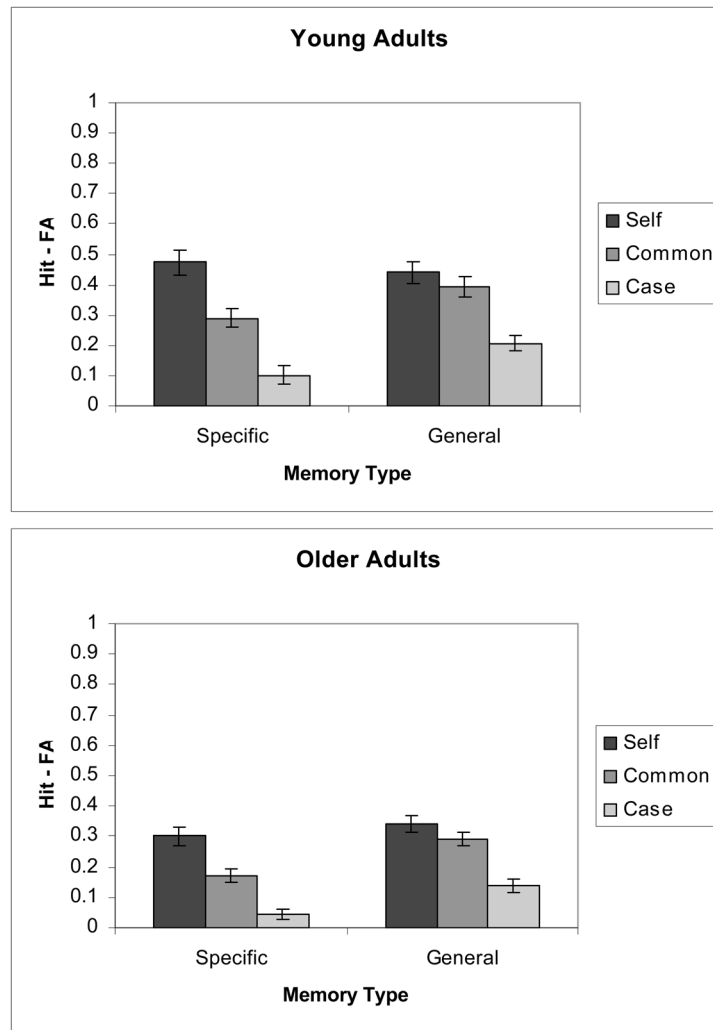 Young Adults
1
0.9
0.8
0.7
0.6
0.5
0.4
0.3
0.2
0.1
0
Hit - FA
Specific General
Memory Type
Self
Common
Case
Older Adults
1
0.9
0.8
0.7
0.6
0.5
0.4
0.3
0.2
0.1
0
Hit - FA
Specific General
Memory Type
Self
Common
Case